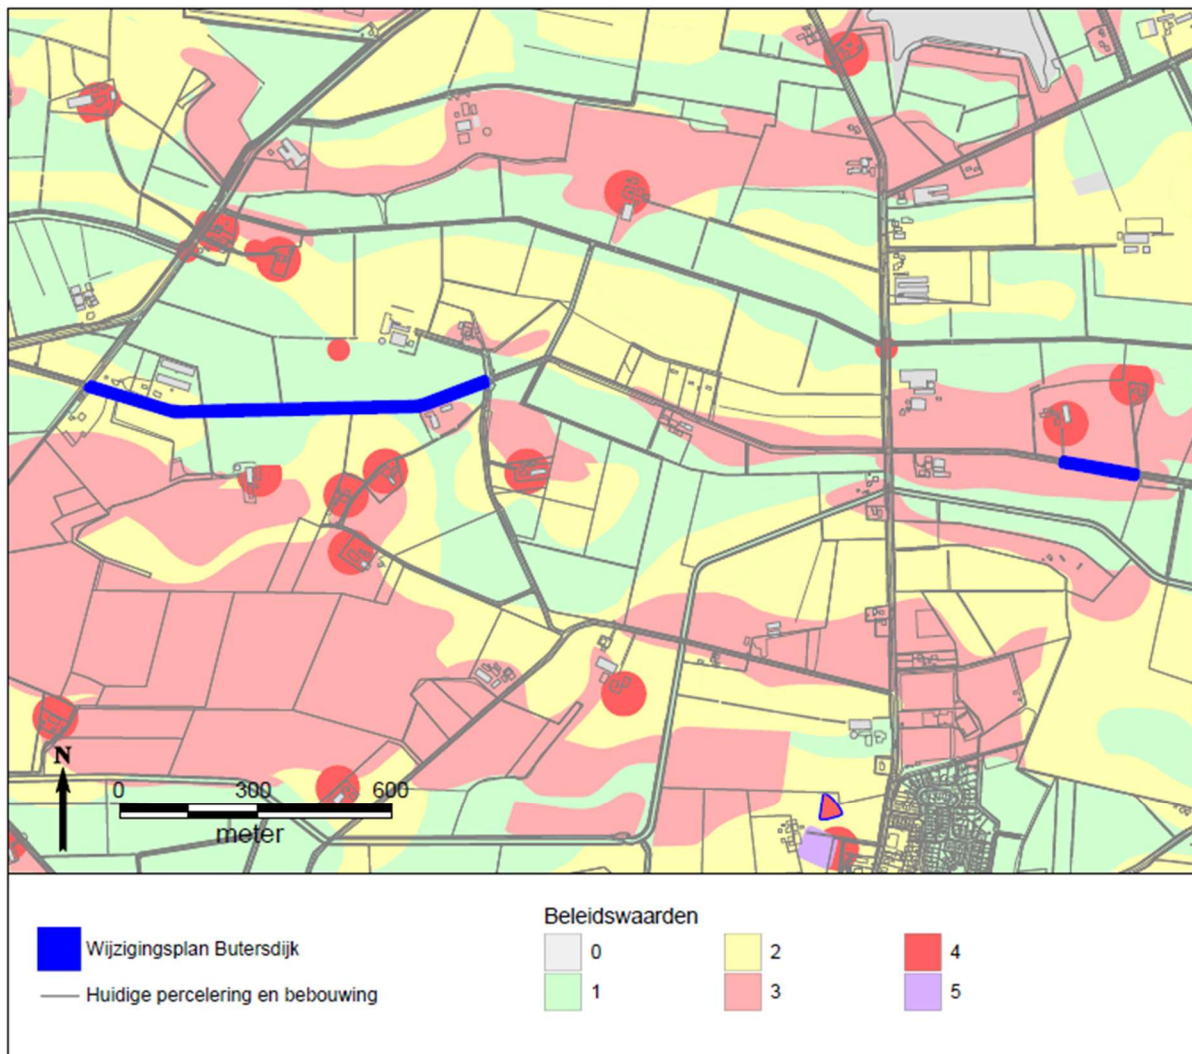 N
0 300 600
meter
Beleidswaarden
Wijzigingsplan Butersdijk
Huidige percelering en bebouwing
0 2 4
1 3 5